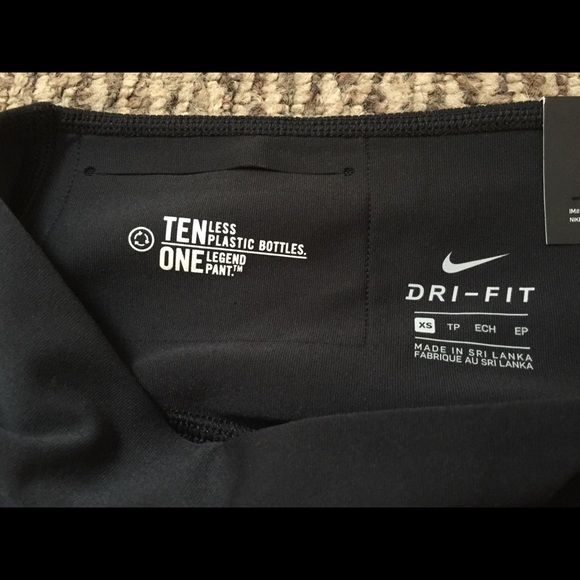 TEN LESS
PLASTIC BOTTLES.
ONE LEGEND
PANT.™
DRI-FIT
XS TP ECH EP
MADE IN SRI LANKA
FABRIQUE AU SRI LANKA
NIKE